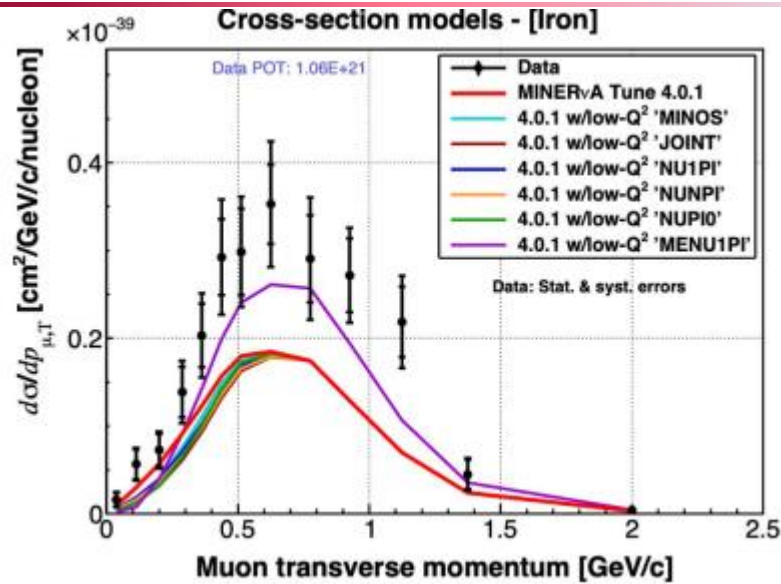 Cross-section models - [Iron]
×10⁻³⁹
Data POT: 1.06E+21
Data
MINERνA Tune 4.0.1
4.0.1 w/low-Q² 'MINOS'
4.0.1 w/low-Q² 'JOINT'
4.0.1 w/low-Q² 'NU1PI'
4.0.1 w/low-Q² 'NUNPI'
4.0.1 w/low-Q² 'NUPI0'
4.0.1 w/low-Q² 'MENU1PI'
Data: Stat. & syst. errors
dσ/dp μ,T [cm²/GeV/c/nucleon]
0.4
0.2
0
0 0.5 1 1.5 2 2.5
Muon transverse momentum [GeV/c]